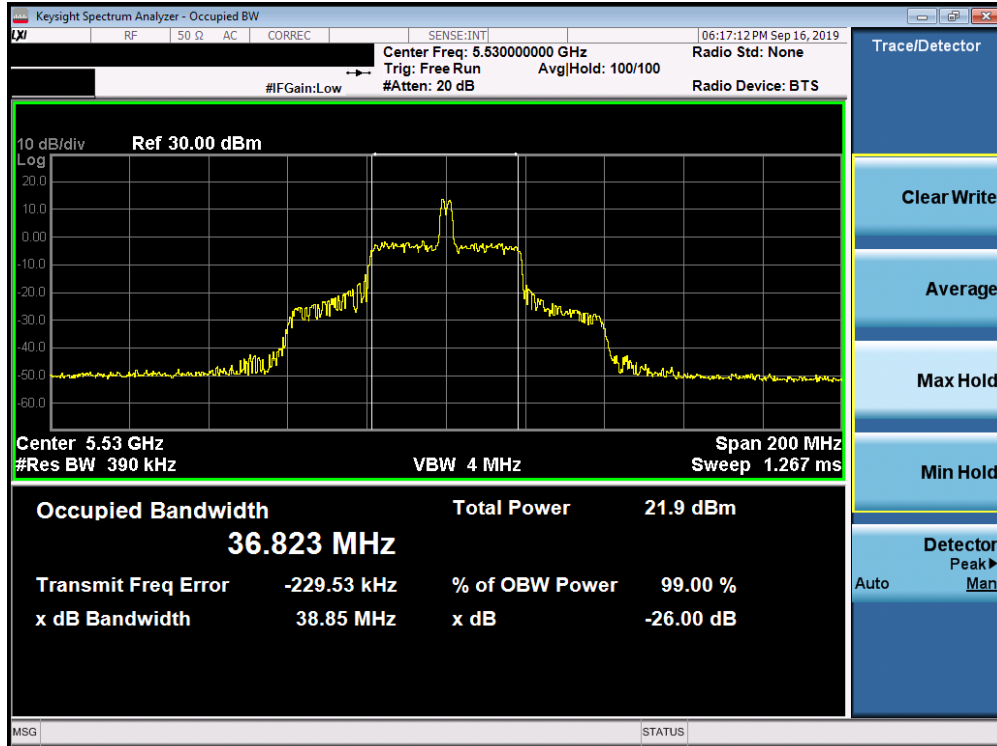 Keysight Spectrum Analyzer - Occupied BW
LXI RF 50 Ω AC CORREC SENSE:INT 06:17:12 PM Sep 16, 2019
Center Freq: 5.530000000 GHz Radio Std: None
Trig: Free Run Avg|Hold: 100/100
#IFGain:Low #Atten: 20 dB Radio Device: BTS
10 dB/div Ref 30.00 dBm
Log
20.0
10.0
0.00
-10.0
-20.0
-30.0
-40.0
-50.0
-60.0
Center 5.53 GHz Span 200 MHz
#Res BW 390 kHz VBW 4 MHz Sweep 1.267 ms
Occupied Bandwidth Total Power 21.9 dBm
36.823 MHz
Transmit Freq Error -229.53 kHz % of OBW Power 99.00 %
x dB Bandwidth 38.85 MHz x dB -26.00 dB
MSG STATUS
Trace/Detector
Clear Write
Average
Max Hold
Min Hold
Detector
Peak▶
Auto Man